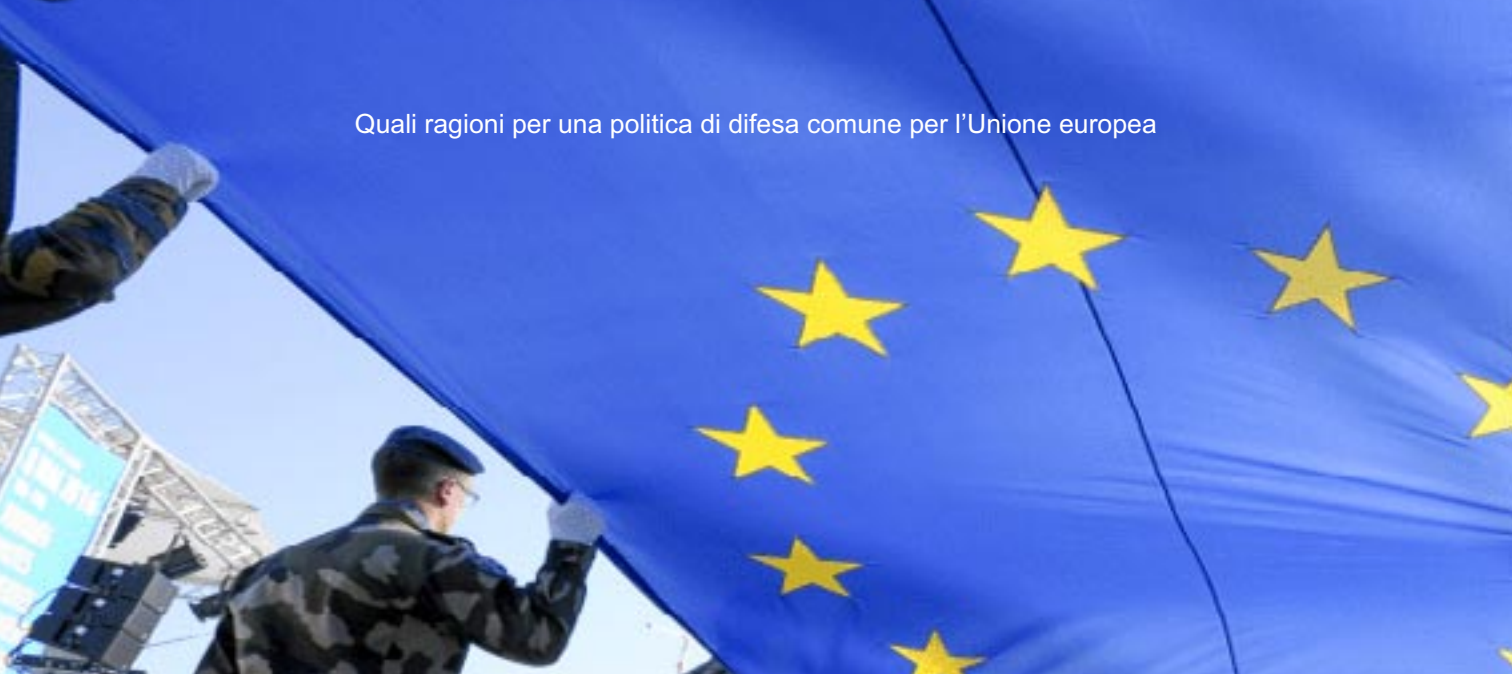 Quali ragioni per una politica di difesa comune per l’Unione europea